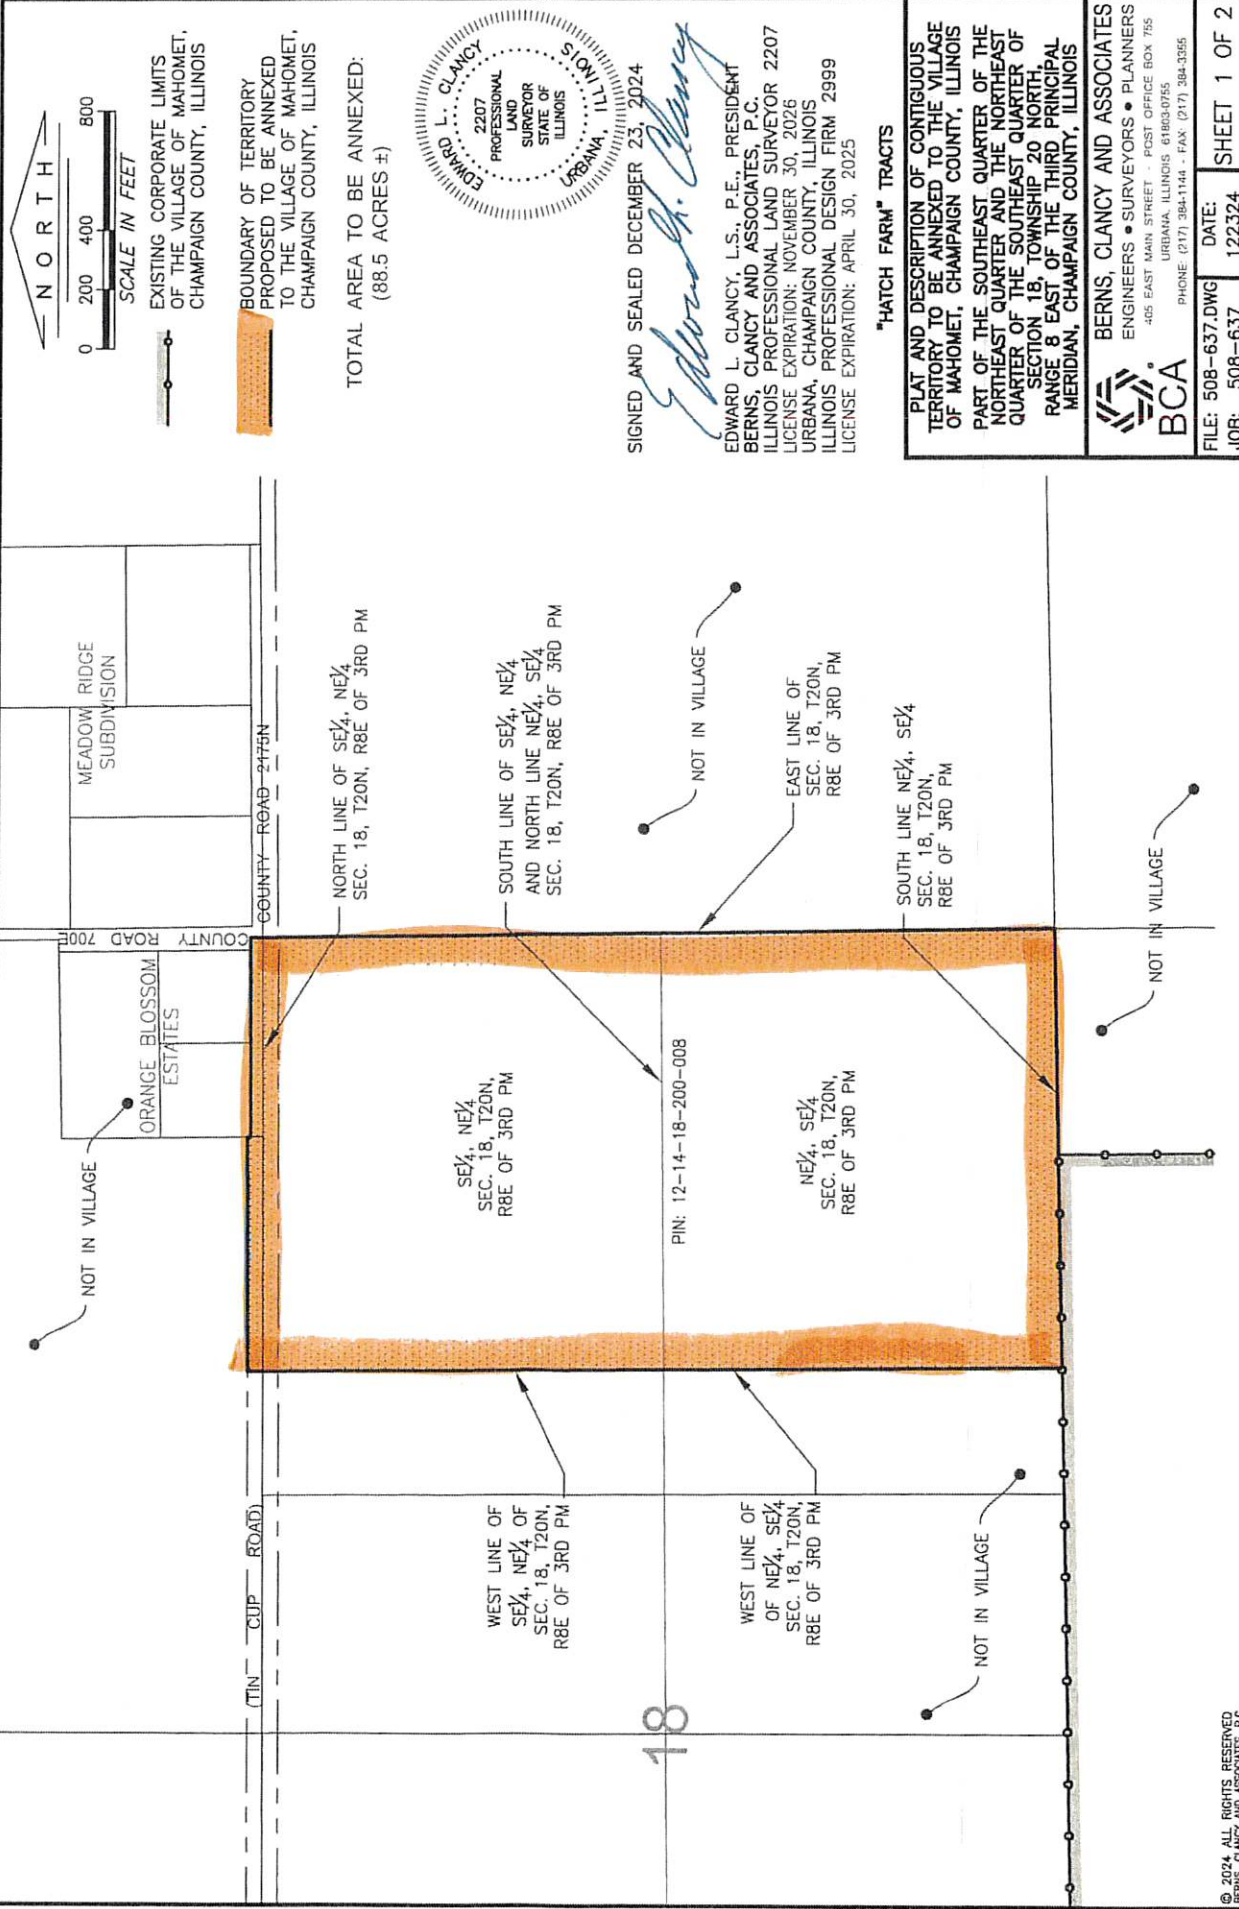 NORTH
0 200 400 800
SCALE IN FEET
EXISTING CORPORATE LIMITS
OF THE VILLAGE OF MAHOMET,
CHAMPAIGN COUNTY, ILLINOIS
BOUNDARY OF TERRITORY
PROPOSED TO BE ANNEXED
TO THE VILLAGE OF MAHOMET,
CHAMPAIGN COUNTY, ILLINOIS
TOTAL AREA TO BE ANNEXED:
(88.5 ACRES ±)
EDWARD L. CLANCY
2207
PROFESSIONAL
LAND
SURVEYOR
STATE OF
ILLINOIS
URBANA, ILLINOIS
SIGNED AND SEALED DECEMBER 23, 2024
Edward L. Clancy
EDWARD L. CLANCY, L.S., P.E., PRESIDENT
BERNS, CLANCY AND ASSOCIATES, P.C.
ILLINOIS PROFESSIONAL LAND SURVEYOR 2207
LICENSE EXPIRATION: NOVEMBER 30, 2026
URBANA, CHAMPAIGN COUNTY, ILLINOIS
ILLINOIS PROFESSIONAL DESIGN FIRM 2999
LICENSE EXPIRATION: APRIL 30, 2025
"HATCH FARM" TRACTS
PLAT AND DESCRIPTION OF CONTIGUOUS
TERRITORY TO BE ANNEXED TO THE VILLAGE
OF MAHOMET, CHAMPAIGN COUNTY, ILLINOIS
PART OF THE SOUTHEAST QUARTER OF THE
NORTHEAST QUARTER AND THE NORTHEAST
QUARTER OF THE SOUTHEAST QUARTER OF
SECTION 18, TOWNSHIP 20 NORTH,
RANGE 8 EAST OF THE THIRD PRINCIPAL
MERIDIAN, CHAMPAIGN COUNTY, ILLINOIS
BCA
BERNS, CLANCY AND ASSOCIATES
ENGINEERS • SURVEYORS • PLANNERS
405 EAST MAIN STREET - POST OFFICE BOX 755
URBANA, ILLINOIS 61803-0755
PHONE: (217) 384-1144 - FAX: (217) 384-3355
FILE: 508-637.DWG
JOB: 508-637
DATE:
122324
SHEET 1 OF 2
MEADOW RIDGE
SUBDIVISION
COUNTY ROAD 2175N
COUNTY ROAD 700E
ORANGE BLOSSOM
ESTATES
NOT IN VILLAGE
(TIN CUP ROAD)
NORTH LINE OF SE¼, NE¼
SEC. 18, T20N, R8E OF 3RD PM
SOUTH LINE OF SE¼, NE¼
AND NORTH LINE NE¼, SE¼
SEC. 18, T20N, R8E OF 3RD PM
NOT IN VILLAGE
EAST LINE OF
SEC. 18, T20N,
R8E OF 3RD PM
SOUTH LINE NE¼, SE¼
SEC. 18, T20N,
R8E OF 3RD PM
NOT IN VILLAGE
SE¼, NE¼
SEC. 18, T20N,
R8E OF 3RD PM
PIN: 12-14-18-200-008
NE¼, SE¼
SEC. 18, T20N,
R8E OF 3RD PM
WEST LINE OF
SE¼, NE¼ OF
SEC. 18, T20N,
R8E OF 3RD PM
WEST LINE OF
OF NE¼, SE¼
SEC. 18, T20N,
R8E OF 3RD PM
NOT IN VILLAGE
18
© 2024 ALL RIGHTS RESERVED
BERNS, CLANCY AND ASSOCIATES, P.C.